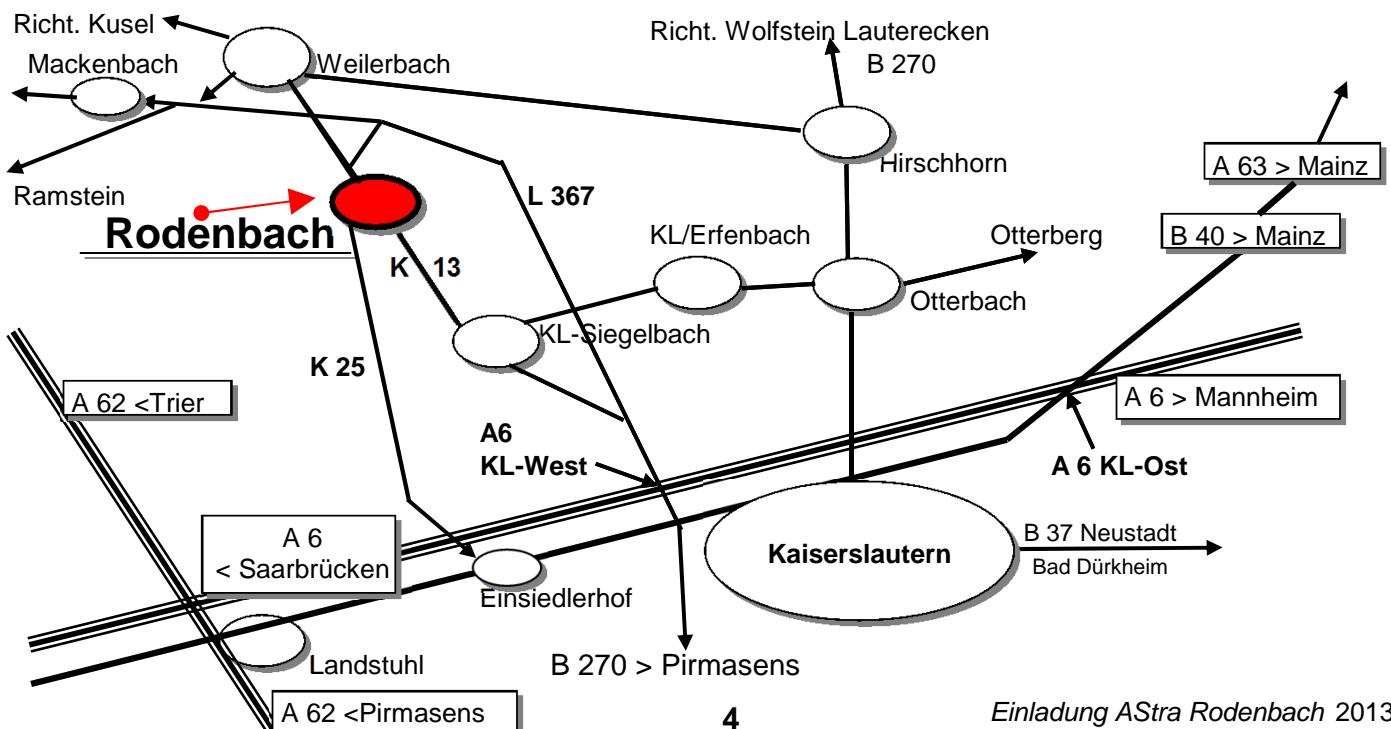 Richt. Kusel
Richt. Wolfstein Lauterecken
B 270
Mackenbach
Weilerbach
Hirschhorn
A 63 > Mainz
Ramstein
L 367
B 40 > Mainz
Rodenbach
KL/Erfenbach
Otterberg
K 13
Otterbach
KL-Siegelbach
K 25
A 62 <Trier
A 6 > Mannheim
A6
KL-West
A 6 KL-Ost
A 6
< Saarbrücken
Kaiserslautern
B 37 Neustadt
Bad Dürkheim
Einsiedlerhof
Landstuhl
B 270 > Pirmasens
A 62 <Pirmasens
4
Einladung AStra Rodenbach 2013